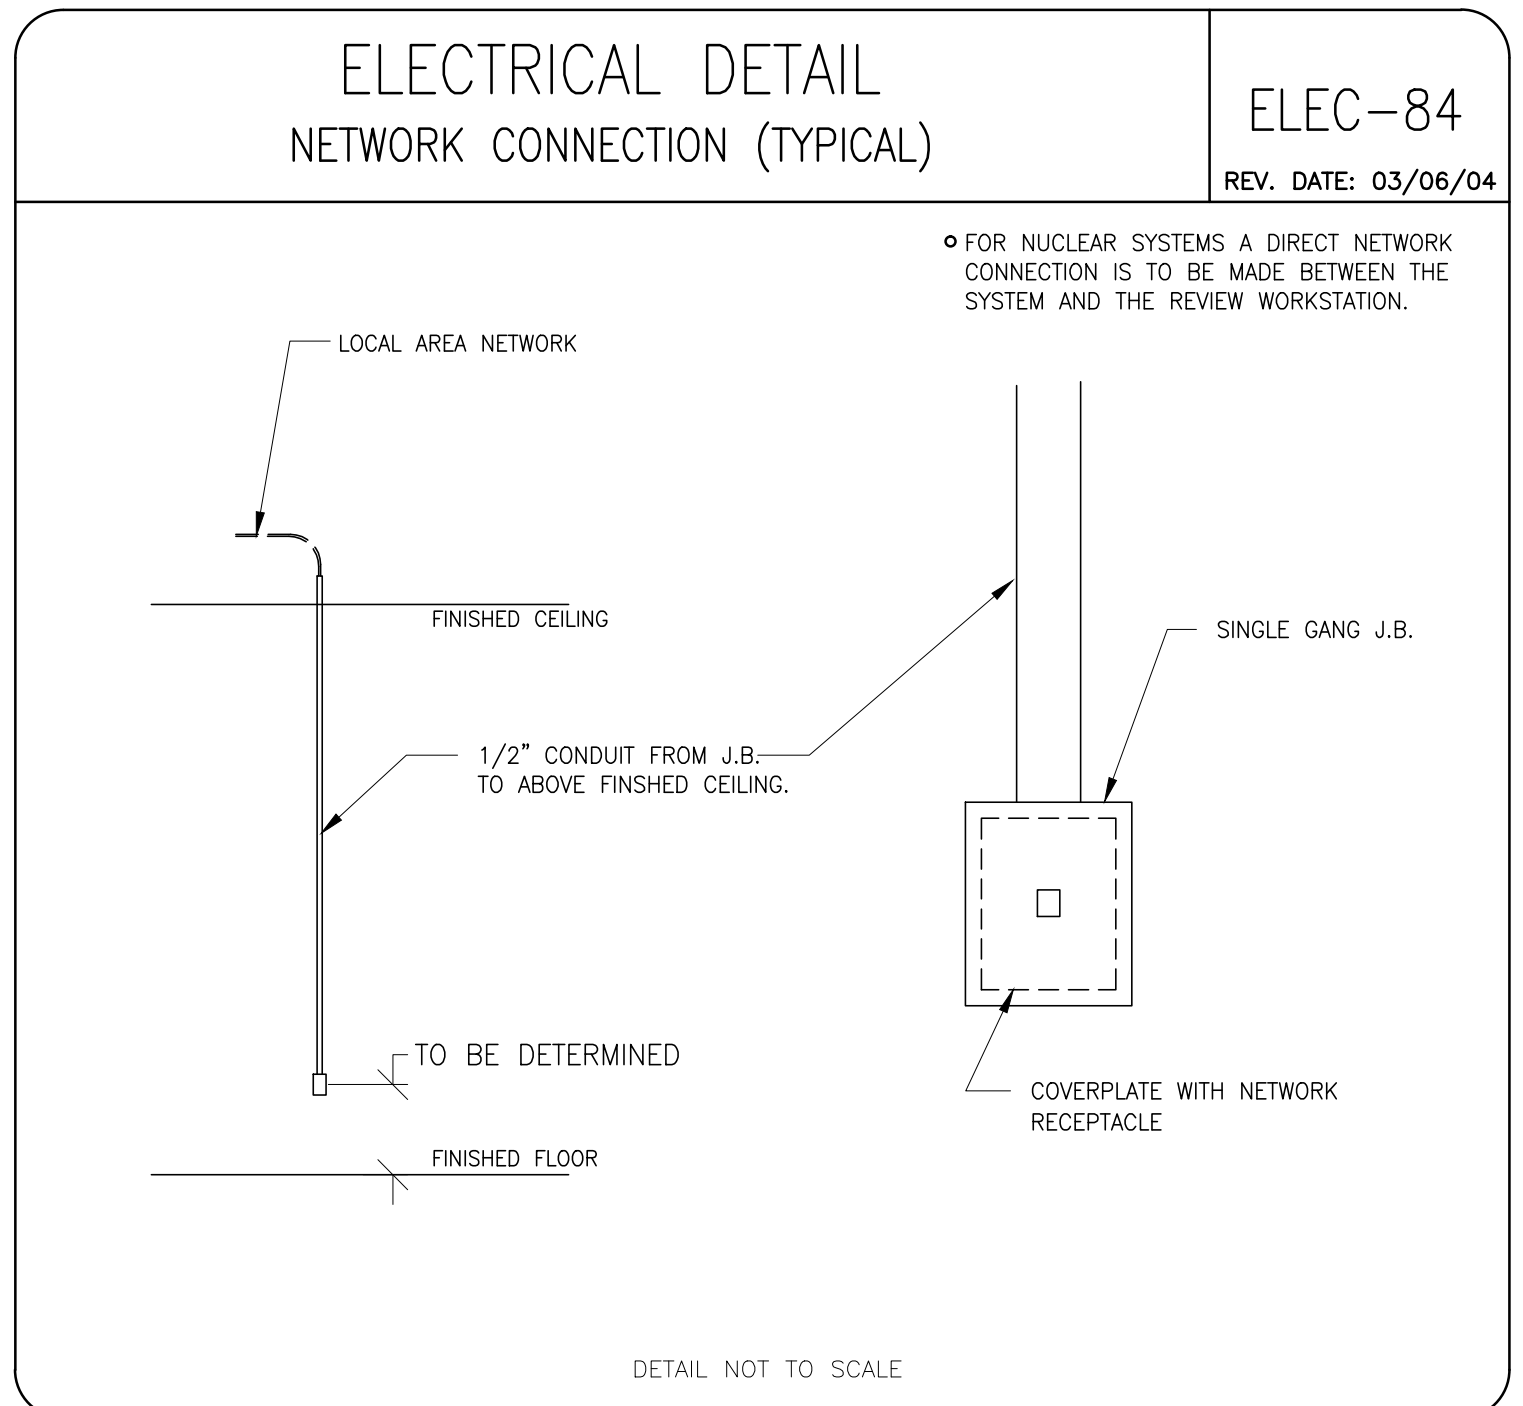 ELECTRICAL DETAIL
NETWORK CONNECTION (TYPICAL)
ELEC-84
REV. DATE: 03/06/04
FOR NUCLEAR SYSTEMS A DIRECT NETWORK
CONNECTION IS TO BE MADE BETWEEN THE
SYSTEM AND THE REVIEW WORKSTATION.
LOCAL AREA NETWORK
FINISHED CEILING
SINGLE GANG J.B.
1/2" CONDUIT FROM J.B.
TO ABOVE FINSHED CEILING.
TO BE DETERMINED
COVERPLATE WITH NETWORK
RECEPTACLE
FINISHED FLOOR
DETAIL NOT TO SCALE